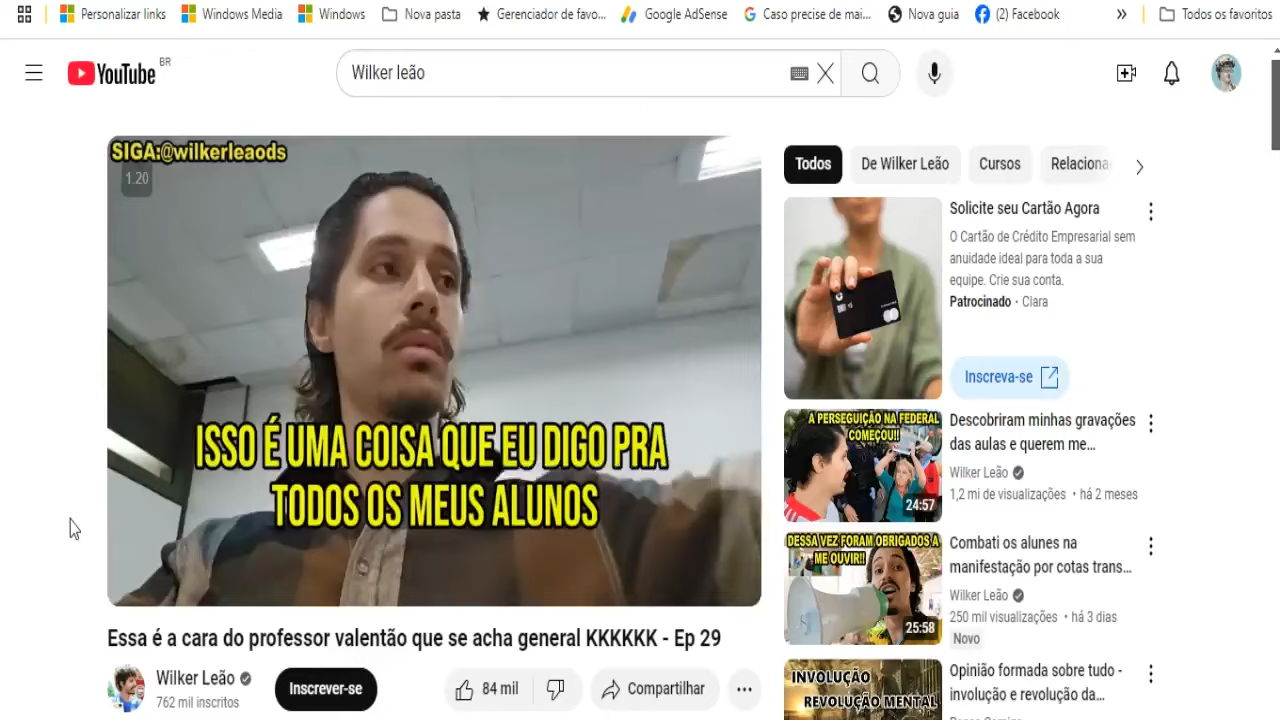 Personalizar links
Windows Media
Windows
Nova pasta
Gerenciador de favo...
Google AdSense
Caso precise de mai...
Nova guia
(2) Facebook
Todos os favoritos
YouTube BR
Wilker leão
SIGA:@wilkerleaods
1.20
ISSO É UMA COISA QUE EU DIGO PRA
TODOS OS MEUS ALUNOS
Essa é a cara do professor valentão que se acha general KKKKKK - Ep 29
Wilker Leão
762 mil inscritos
Inscrever-se
84 mil
Compartilhar
Todos
De Wilker Leão
Cursos
Relaciona
Solicite seu Cartão Agora
O Cartão de Crédito Empresarial sem
anuidade ideal para toda a sua
equipe. Crie sua conta.
Patrocinado · Clara
Inscreva-se
A PERSEGUIÇÃO NA FEDERAL
COMEÇOU!!
24:57
Descobriram minhas gravações
das aulas e querem me...
Wilker Leão
1,2 mi de visualizações · há 2 meses
DESSA VEZ FORAM OBRIGADOS A
ME OUVIR!!
25:58
Combati os alunes na
manifestação por cotas trans...
Wilker Leão
250 mil visualizações · há 3 dias
Novo
INVOLUÇÃO
REVOLUÇÃO MENTAL
Opinião formada sobre tudo -
involução e revolução da...